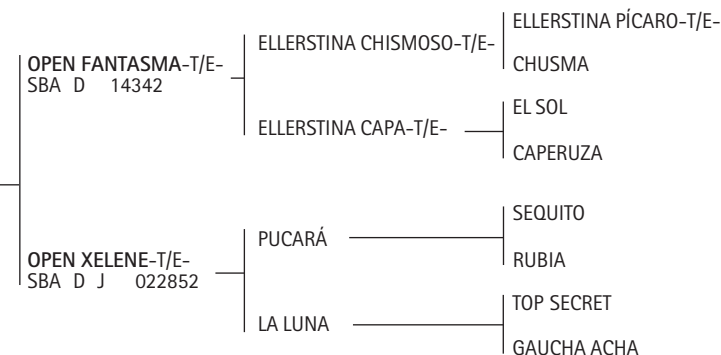 OPEN FANTASMA-T/E-
SBA D 14342
ELLERSTINA CHISMOSO-T/E-
ELLERSTINA PÍCARO-T/E-
CHUSMA
ELLERSTINA CAPA-T/E-
EL SOL
CAPERUZA
OPEN XELENE-T/E-
SBA D J 022852
PUCARÁ
SEQUITO
RUBIA
LA LUNA
TOP SECRET
GAUCHA ACHA